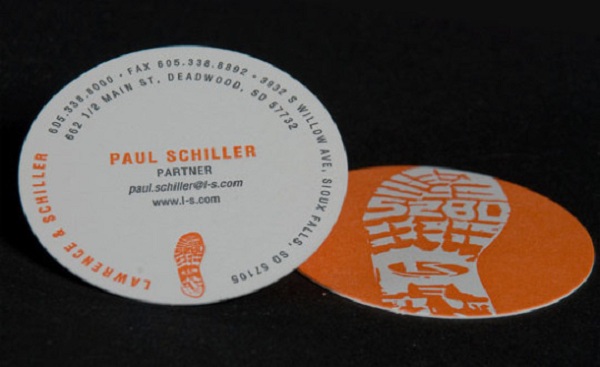 LAWRENCE & SCHILLER 605.338.8000 • FAX 605.338.8892 • 3932 S WILLOW AVE, SIOUX FALLS, SD 57105
662 1/2 MAIN ST. DEADWOOD, SD 57732
PAUL SCHILLER
PARTNER
paul.schiller@l-s.com
www.l-s.com